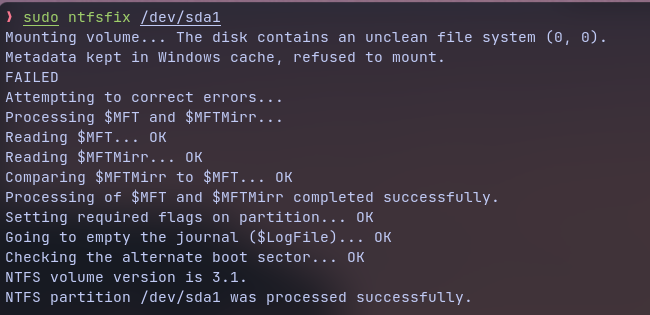 ❯ sudo ntfsfix /dev/sda1
Mounting volume... The disk contains an unclean file system (0, 0).
Metadata kept in Windows cache, refused to mount.
FAILED
Attempting to correct errors...
Processing $MFT and $MFTMirr...
Reading $MFT... OK
Reading $MFTMirr... OK
Comparing $MFTMirr to $MFT... OK
Processing of $MFT and $MFTMirr completed successfully.
Setting required flags on partition... OK
Going to empty the journal ($LogFile)... OK
Checking the alternate boot sector... OK
NTFS volume version is 3.1.
NTFS partition /dev/sda1 was processed successfully.